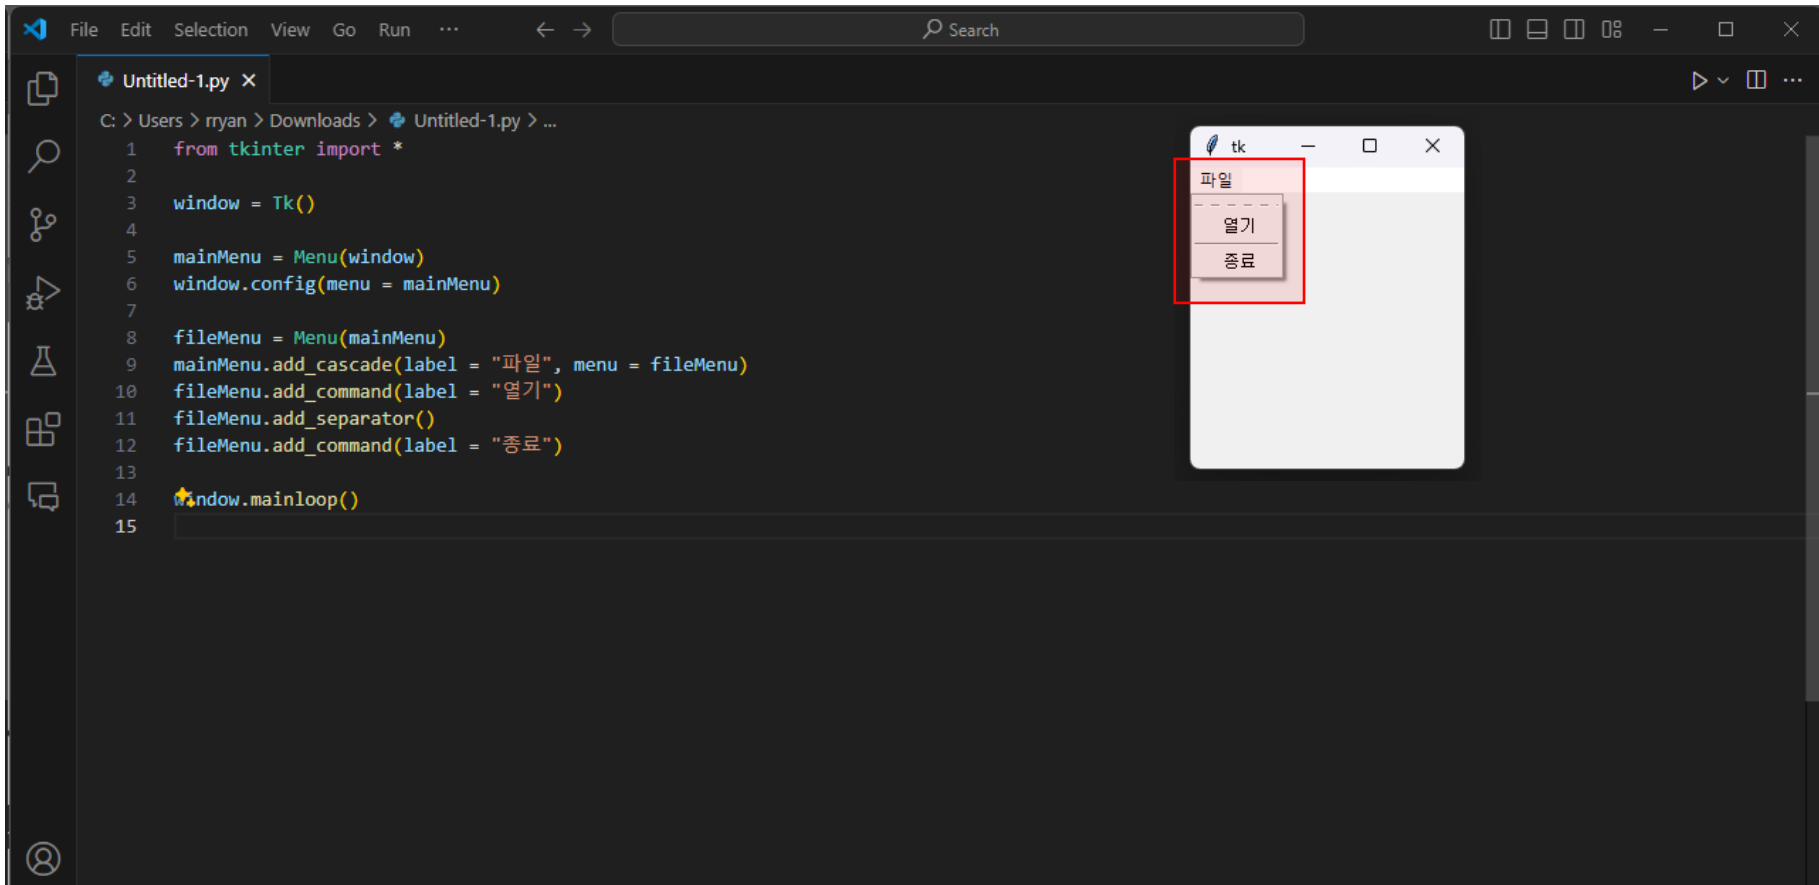 File Edit Selection View Go Run ··· Search
Untitled-1.py
C: > Users > rryan > Downloads > Untitled-1.py > ...
1 from tkinter import *
2
3 window = Tk()
4
5 mainMenu = Menu(window)
6 window.config(menu = mainMenu)
7
8 fileMenu = Menu(mainMenu)
9 mainMenu.add_cascade(label = "파일", menu = fileMenu)
10 fileMenu.add_command(label = "열기")
11 fileMenu.add_separator()
12 fileMenu.add_command(label = "종료")
13
14 window.mainloop()
15
tk
파일
열기
종료